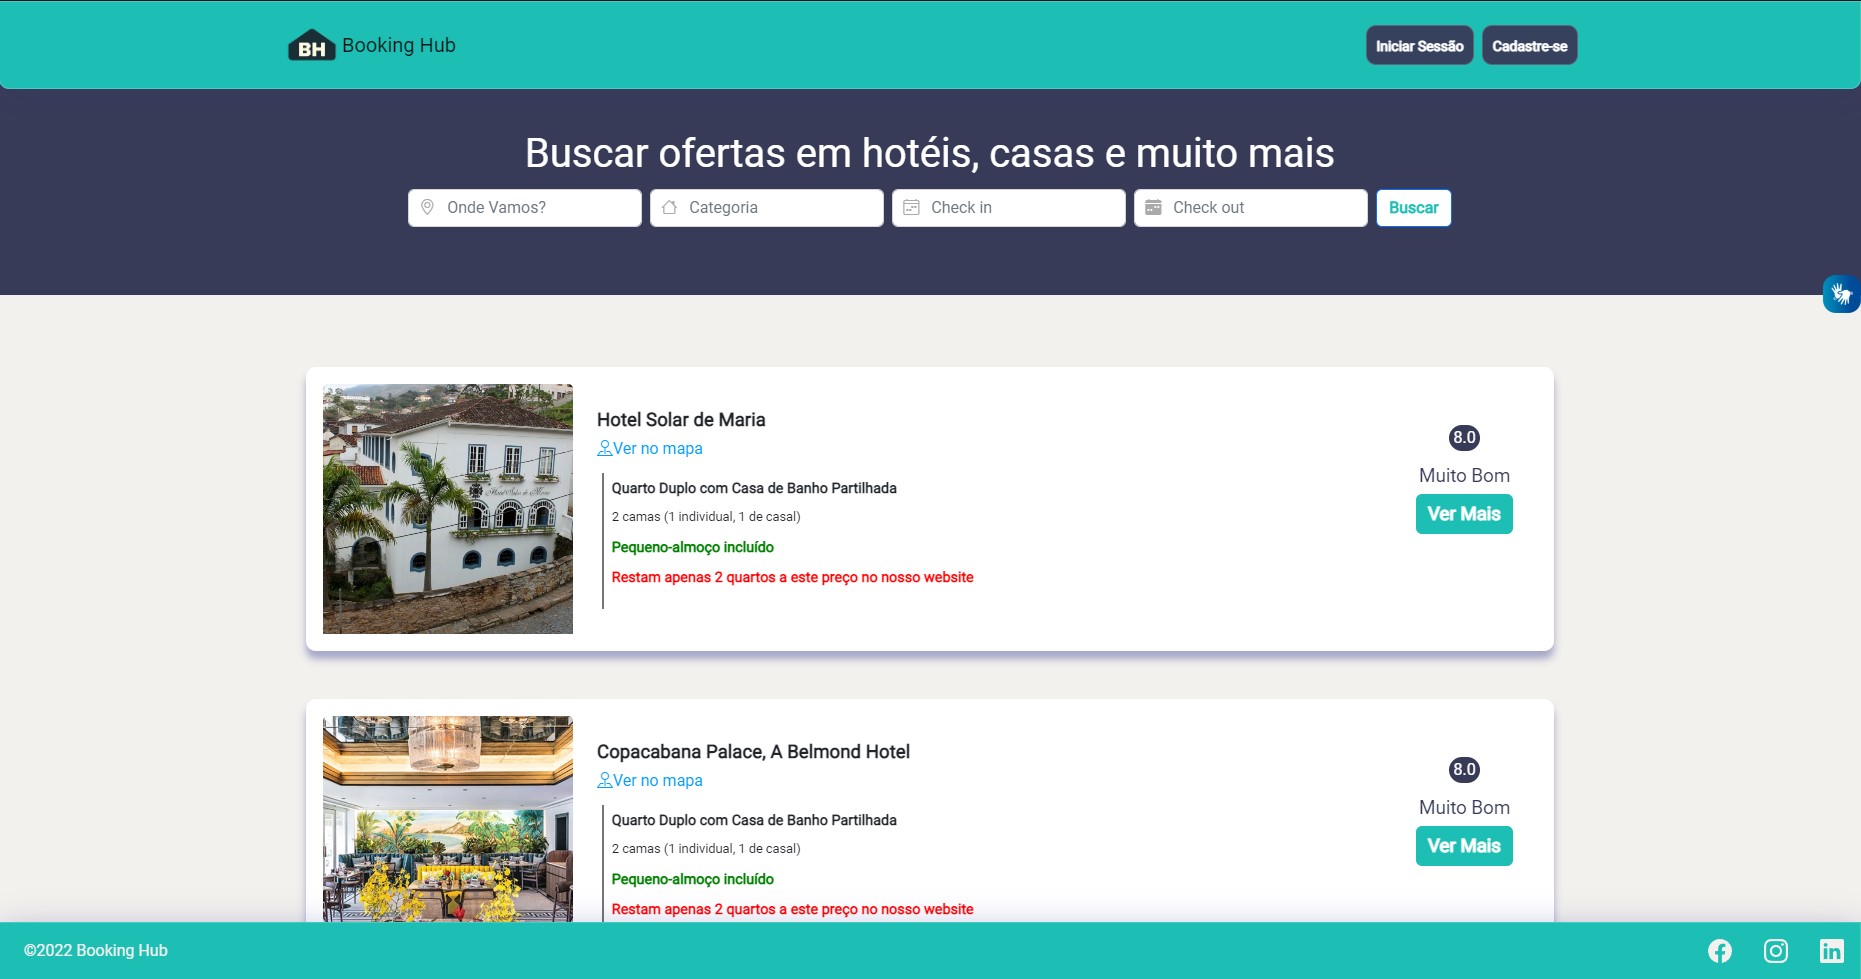 BH Booking Hub
Iniciar Sessão
Cadastre-se
Buscar ofertas em hotéis, casas e muito mais
Onde Vamos?
Categoria
Check in
Check out
Buscar
Hotel Solar de Maria
Ver no mapa
Quarto Duplo com Casa de Banho Partilhada
2 camas (1 individual, 1 de casal)
Pequeno-almoço incluído
Restam apenas 2 quartos a este preço no nosso website
8.0
Muito Bom
Ver Mais
Copacabana Palace, A Belmond Hotel
Ver no mapa
Quarto Duplo com Casa de Banho Partilhada
2 camas (1 individual, 1 de casal)
Pequeno-almoço incluído
Restam apenas 2 quartos a este preço no nosso website
8.0
Muito Bom
Ver Mais
©2022 Booking Hub